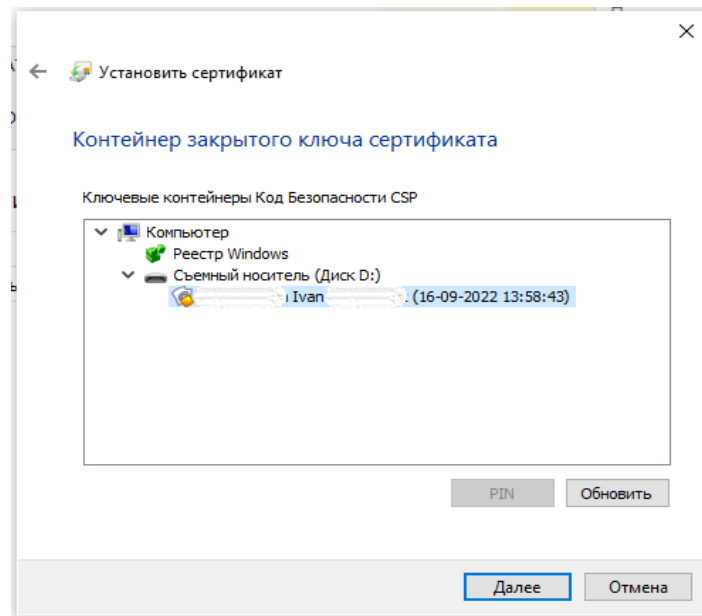 Установить сертификат
Контейнер закрытого ключа сертификата
Ключевые контейнеры Код Безопасности CSP
Компьютер
Реестр Windows
Съемный носитель (Диск D:)
Ivan (16-09-2022 13:58:43)
PIN
Обновить
Далее
Отмена